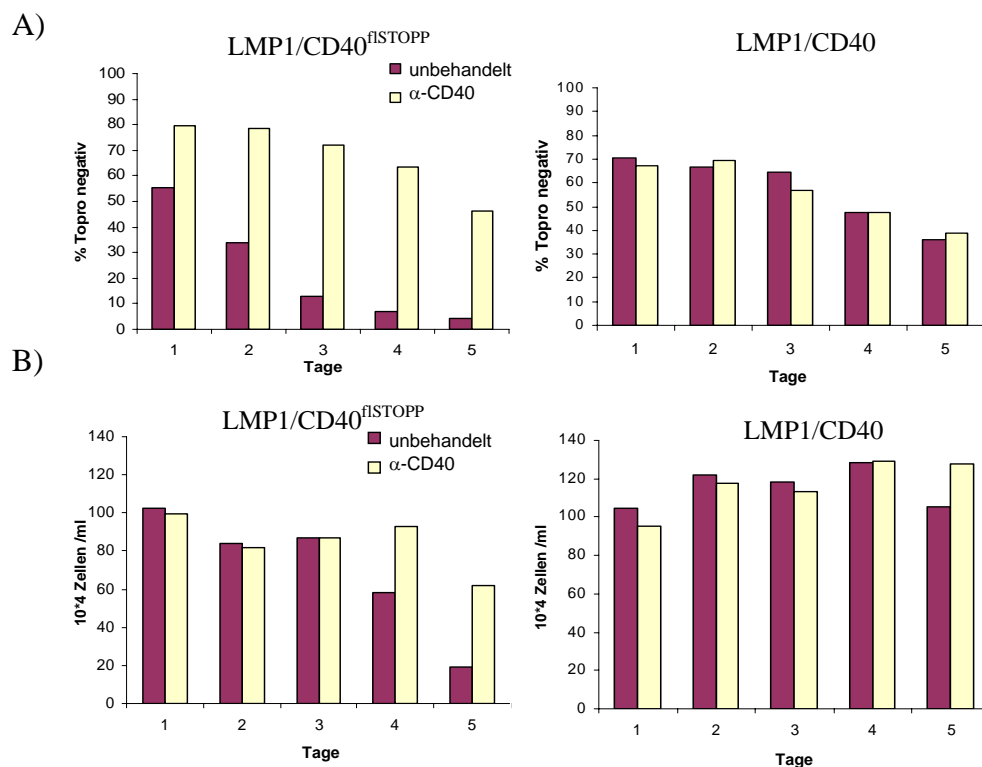 A)
LMP1/CD40flSTOPP
unbehandelt
α-CD40
% Topro negativ
100
90
80
70
60
50
40
30
20
10
0
1 2 3 4 5
Tage
LMP1/CD40
% Topro negativ
100
90
80
70
60
50
40
30
20
10
0
1 2 3 4 5
Tage
B)
LMP1/CD40flSTOPP
unbehandelt
α-CD40
10*4 Zellen /ml
140
120
100
80
60
40
20
0
1 2 3 4 5
Tage
LMP1/CD40
10*4 Zellen /ml
140
120
100
80
60
40
20
0
1 2 3 4 5
Tage